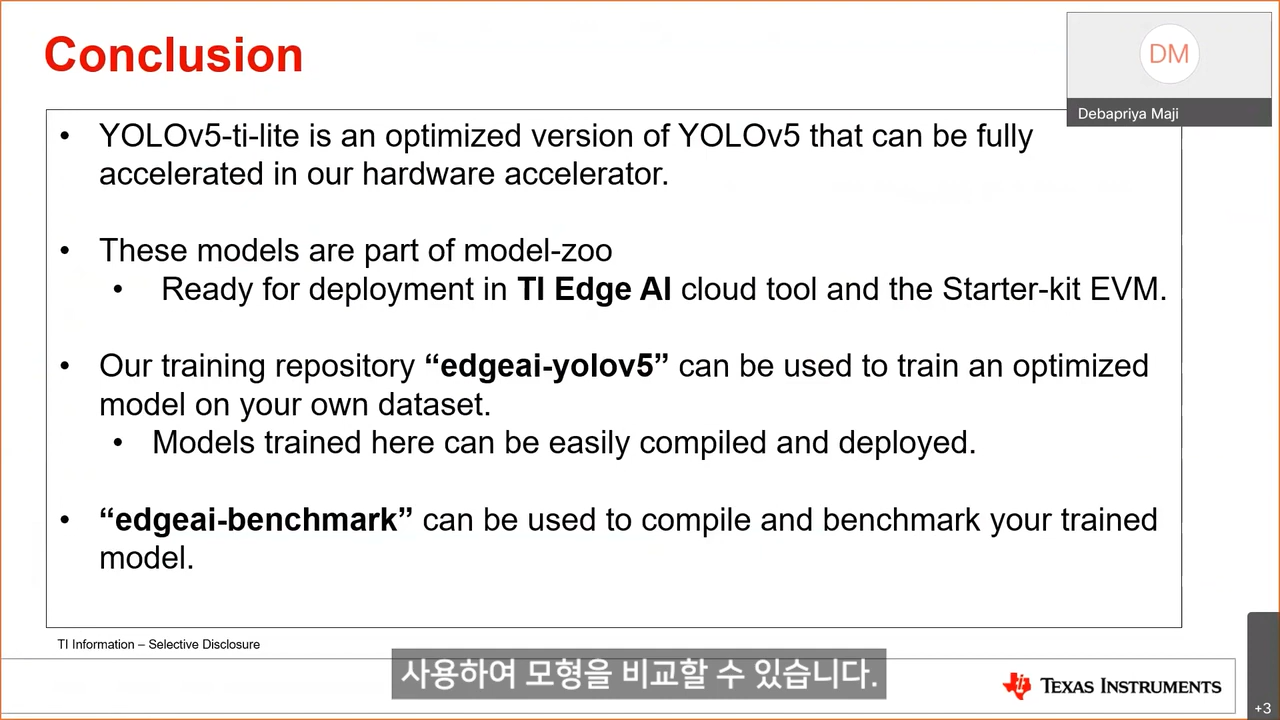 Conclusion
DM
Debapriya Maji
• YOLOv5-ti-lite is an optimized version of YOLOv5 that can be fully
accelerated in our hardware accelerator.
• These models are part of model-zoo
• Ready for deployment in TI Edge AI cloud tool and the Starter-kit EVM.
• Our training repository “edgeai-yolov5” can be used to train an optimized
model on your own dataset.
• Models trained here can be easily compiled and deployed.
• “edgeai-benchmark” can be used to compile and benchmark your trained
model.
TI Information – Selective Disclosure
사용하여 모형을 비교할 수 있습니다.
TEXAS INSTRUMENTS
+3